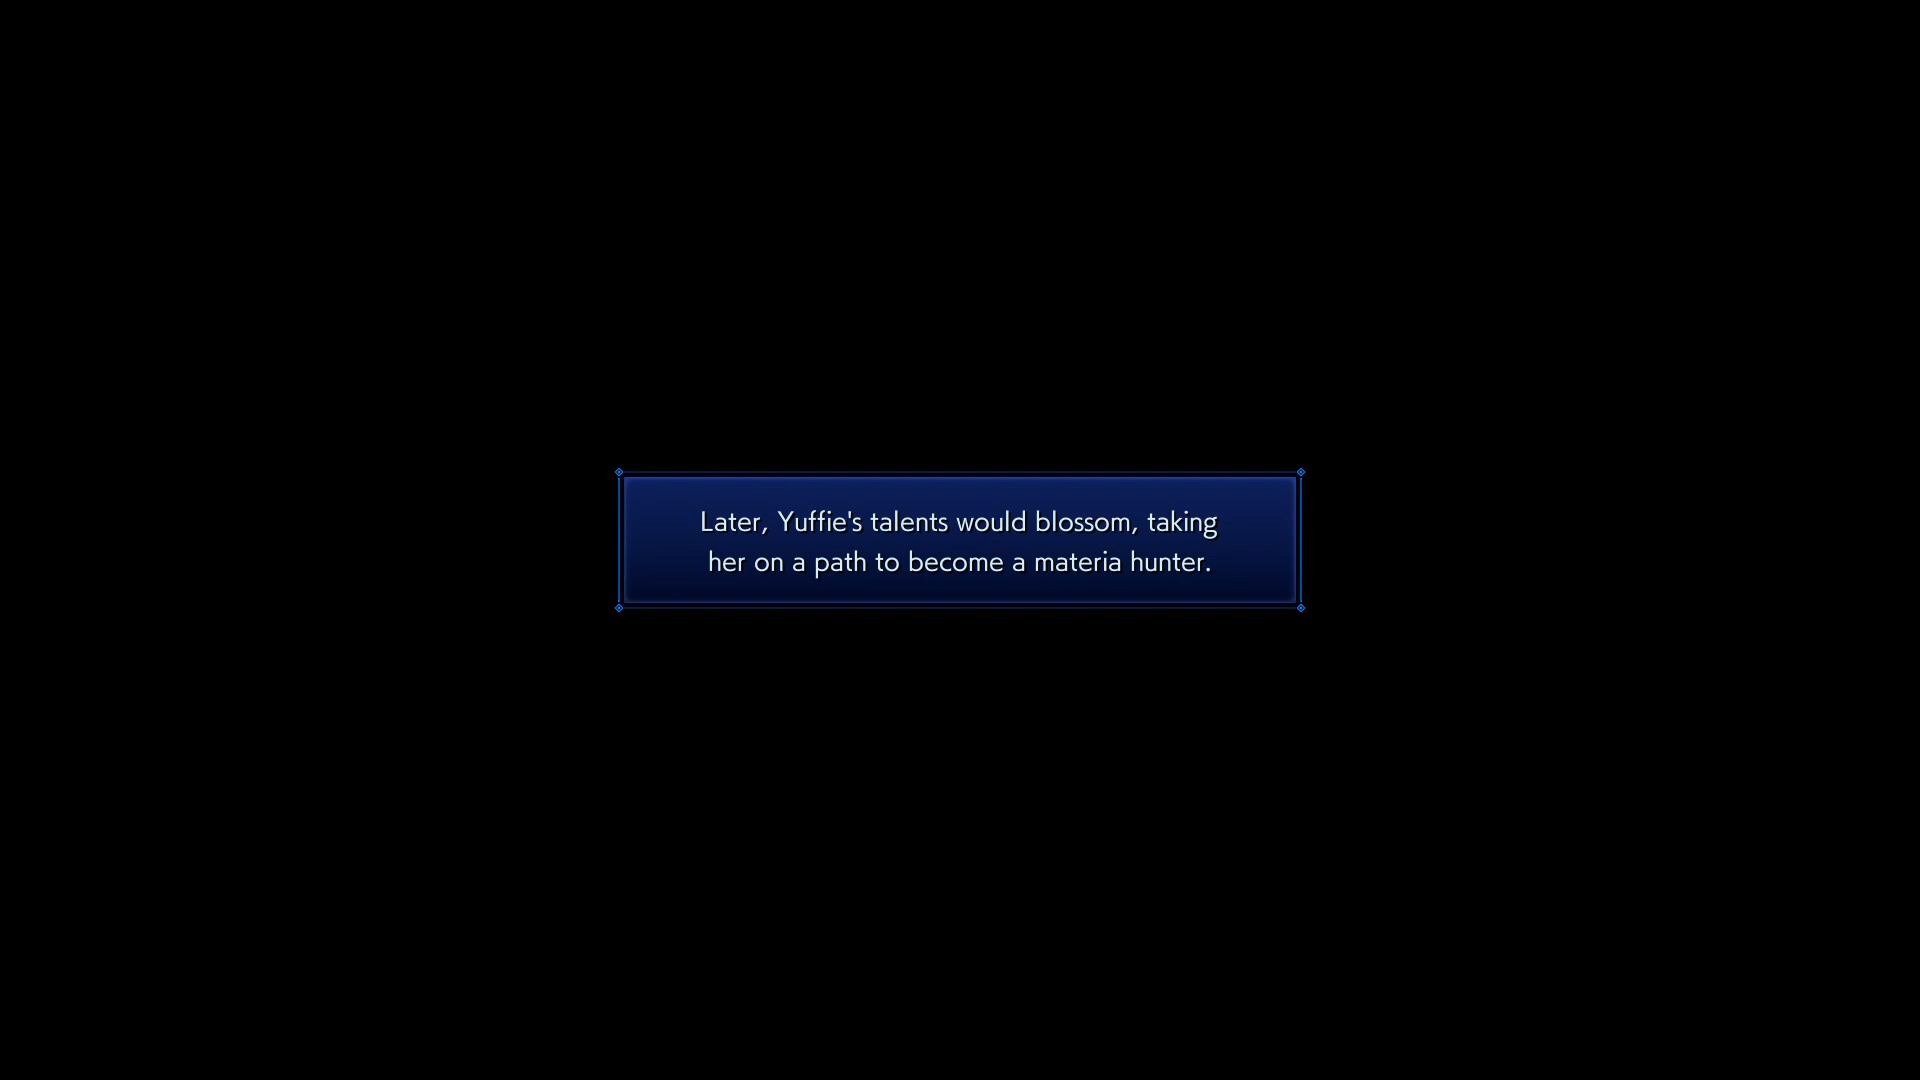 Later, Yuffie's talents would blossom, taking
her on a path to become a materia hunter.